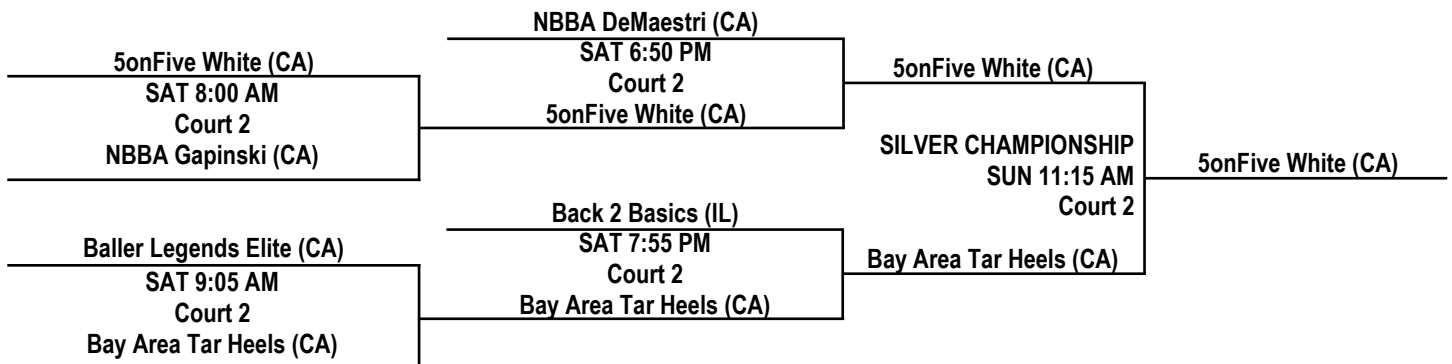 NBBA DeMaestri (CA)
5onFive White (CA)
SAT 6:50 PM
5onFive White (CA)
SAT 8:00 AM
Court 2
Court 2
5onFive White (CA)
NBBA Gapinski (CA)
SILVER CHAMPIONSHIP
5onFive White (CA)
SUN 11:15 AM
Court 2
Back 2 Basics (IL)
Baller Legends Elite (CA)
SAT 7:55 PM
Bay Area Tar Heels (CA)
SAT 9:05 AM
Court 2
Court 2
Bay Area Tar Heels (CA)
Bay Area Tar Heels (CA)